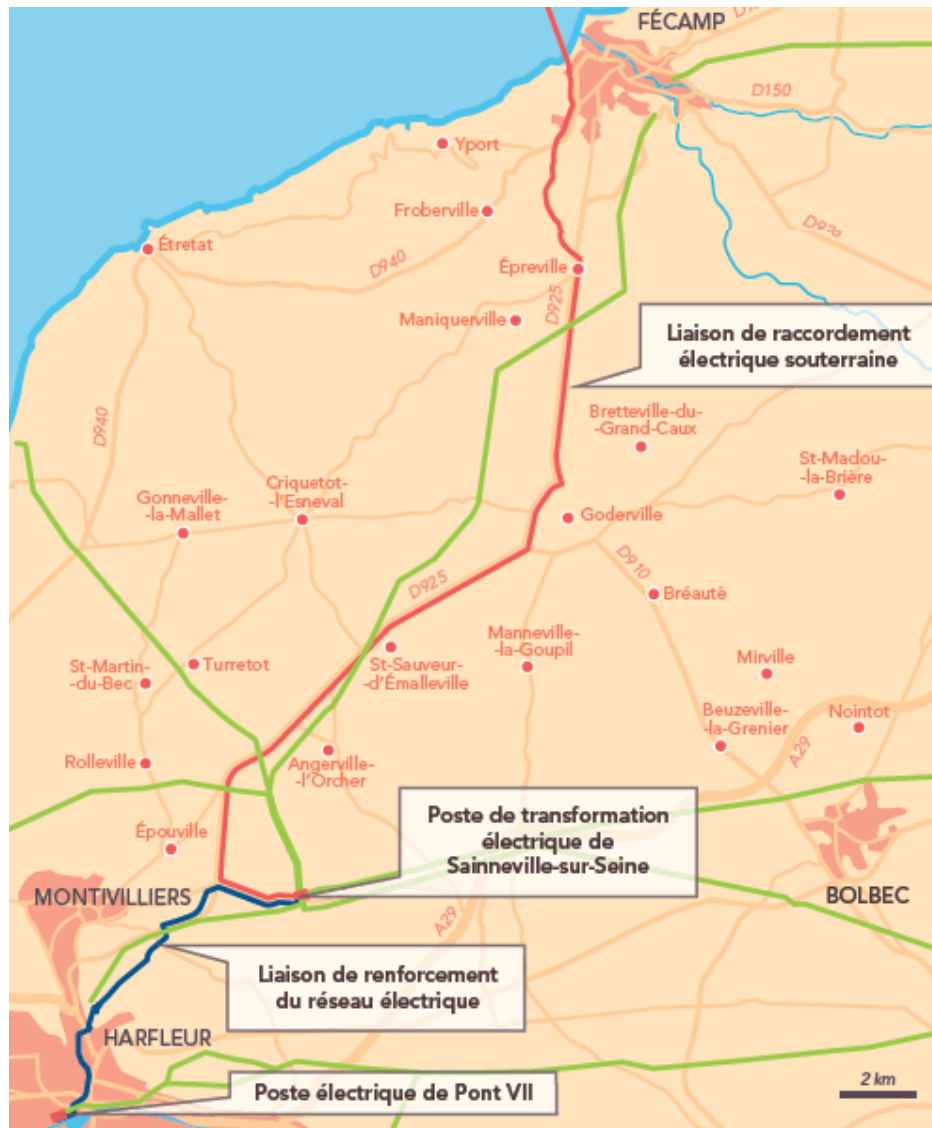 FÉCAMP
D150
Yport
Froberville
Étretat
D940
Épreville
D925
Maniquerville
Liaison de raccordement
électrique souterraine
D940
Bretteville-du-
-Grand-Caux
St-Maclou-
-la-Brière
Criquetot-
-l'Esneval
Gonneville-
-la-Mallet
Goderville
D925
D910
Bréauté
Manneville-
-la-Goupil
St-Sauveur-
-d'Émalleville
Turretot
St-Martin-
-du-Bec
Mirville
Beuzeville-
-la-Grenier
Nointot
A29
Rolleville
Angerville-
-l'Orcher
Poste de transformation
électrique de
Sainneville-sur-Seine
Épouville
MONTIVILLIERS
BOLBEC
A29
Liaison de renforcement
du réseau électrique
HARFLEUR
Poste électrique de Pont VII
2 km